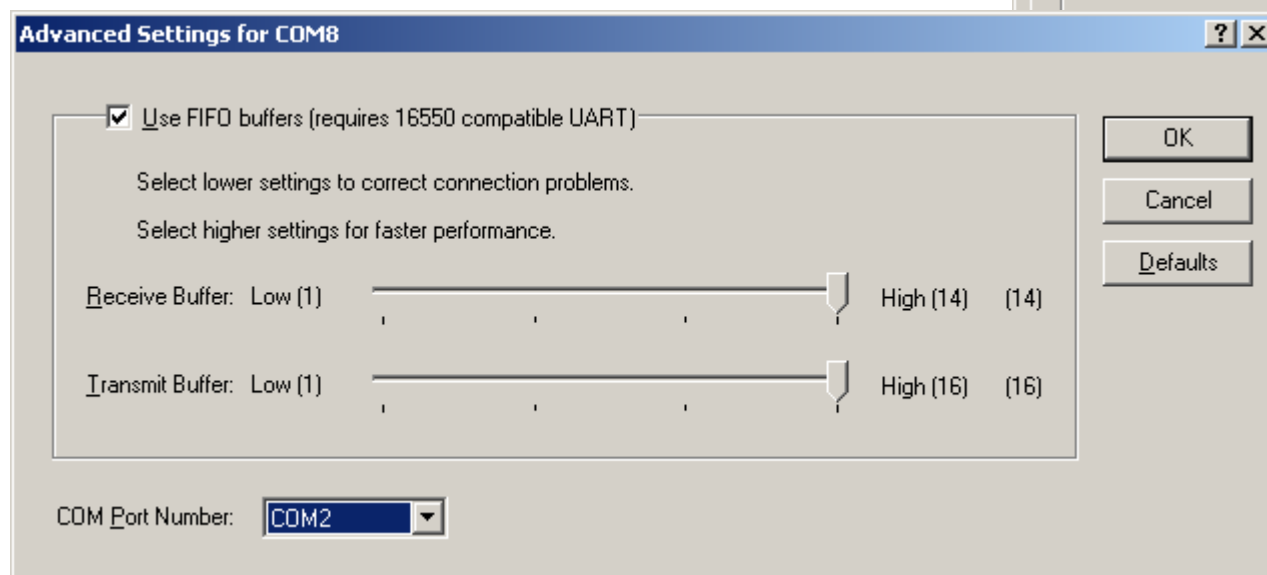 Advanced Settings for COM8
Use FIFO buffers (requires 16550 compatible UART)
OK
Select lower settings to correct connection problems.
Cancel
Select higher settings for faster performance.
Defaults
Receive Buffer: Low (1) High (14) (14)
Transmit Buffer: Low (1) High (16) (16)
COM Port Number: COM2